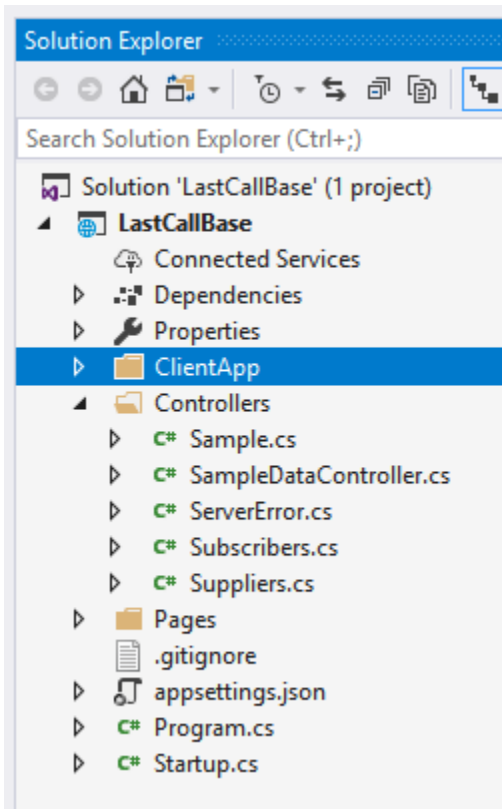 Solution Explorer
Search Solution Explorer (Ctrl+;)
Solution 'LastCallBase' (1 project)
LastCallBase
Connected Services
Dependencies
Properties
ClientApp
Controllers
C# Sample.cs
C# SampleDataController.cs
C# ServerError.cs
C# Subscribers.cs
C# Suppliers.cs
Pages
.gitignore
appsettings.json
C# Program.cs
C# Startup.cs